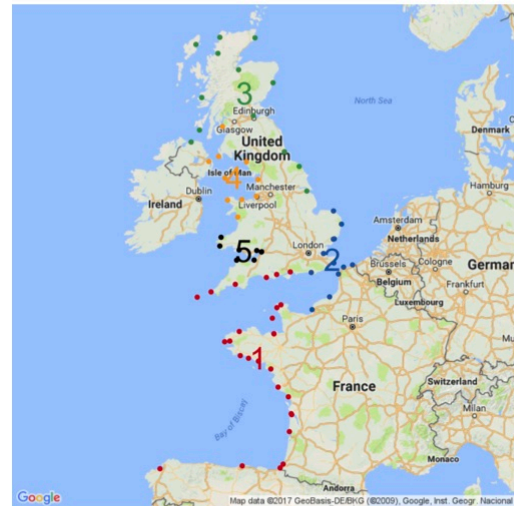 North Sea
3
Edinburgh
Glasgow
United
Kingdom
Denmark
Isle of Man
4
Dublin
Manchester
Liverpool
Ireland
Hamburg
Amsterdam
Netherlands
5
London
2
Brussels
Cologne
German
Belgium
Frankfurt
Luxembourg
Paris
Mu
1
France
Switzerland
Bay of Biscay
Milan
Monaco
Andorra
Google
Map data ©2017 GeoBasis-DE/BKG (©2009), Google, Inst. Geogr. Nacional